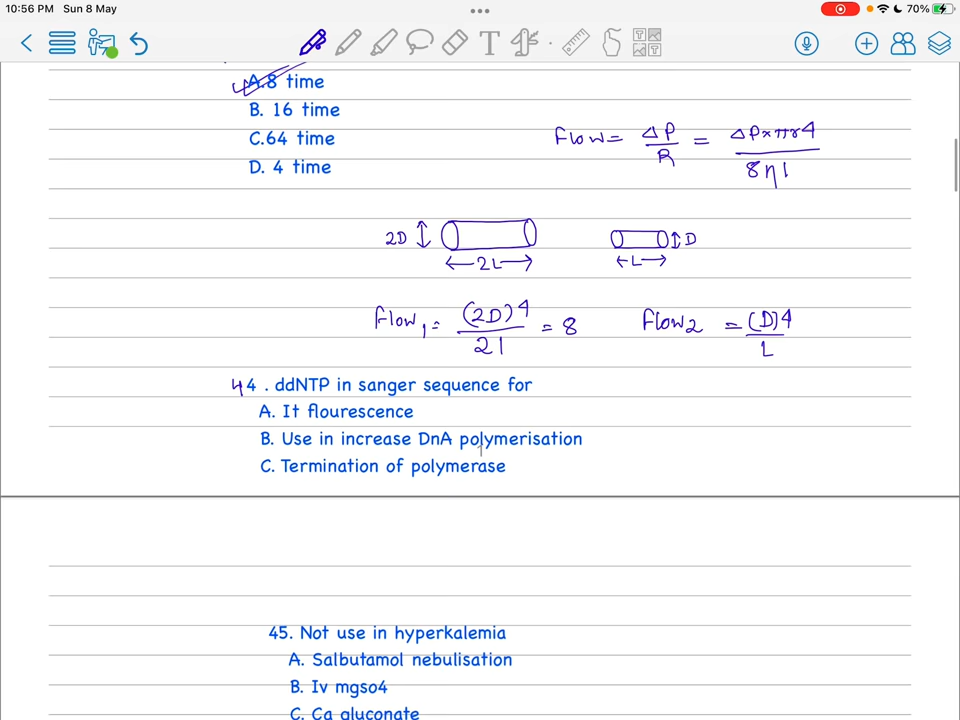 10:56 PM Sun 8 May 70%
A.8 time
B. 16 time
C.64 time
D. 4 time
Flow = ΔP/R = ΔP×πr4/8ηl
2D 2L L D
Flow1 = (2D)4/2l = 8 Flow2 = (D)4/L
44 . ddNTP in sanger sequence for
A. It flourescence
B. Use in increase DnA polymerisation
C. Termination of polymerase
45. Not use in hyperkalemia
A. Salbutamol nebulisation
B. Iv mgso4
C. Ca gluconate